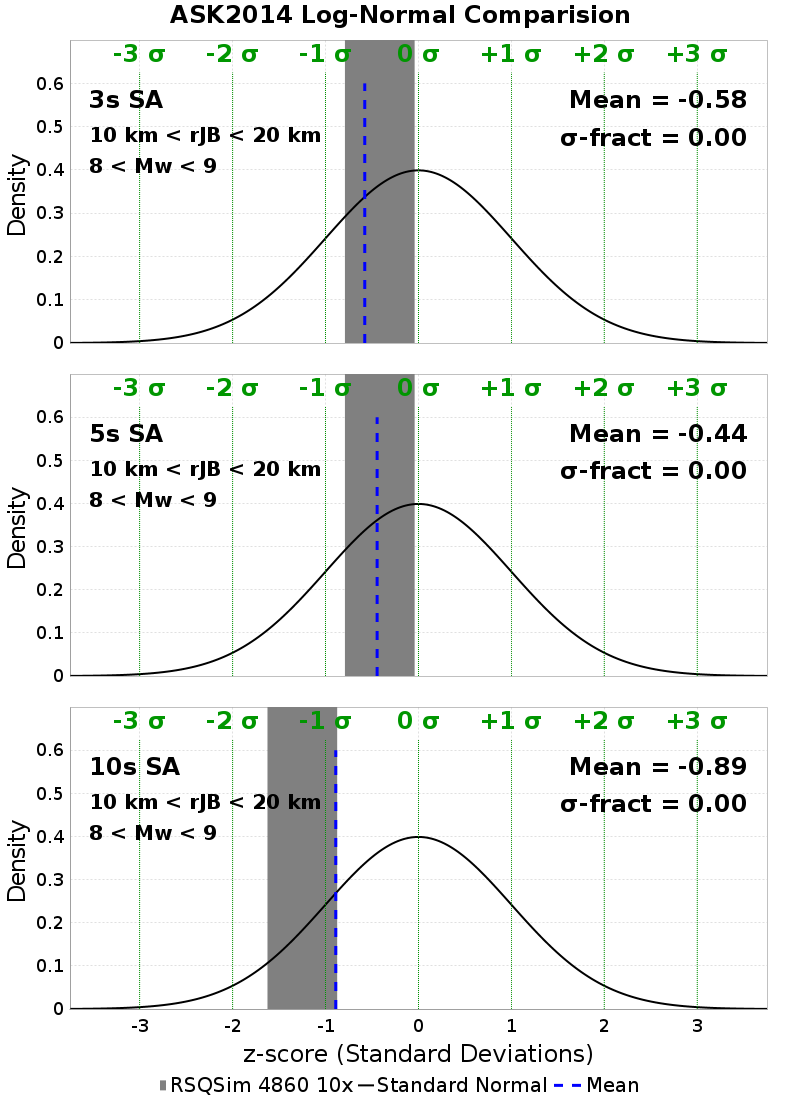 ASK2014 Log-Normal Comparision
-3 σ -2 σ -1 σ 0 σ +1 σ +2 σ +3 σ
3s SA
10 km < rJB < 20 km
8 < Mw < 9
Mean = -0.58
σ-fract = 0.00
Density
0.6
0.5
0.4
0.3
0.2
0.1
0
-3 σ -2 σ -1 σ 0 σ +1 σ +2 σ +3 σ
5s SA
10 km < rJB < 20 km
8 < Mw < 9
Mean = -0.44
σ-fract = 0.00
Density
0.6
0.5
0.4
0.3
0.2
0.1
0
-3 σ -2 σ -1 σ 0 σ +1 σ +2 σ +3 σ
10s SA
10 km < rJB < 20 km
8 < Mw < 9
Mean = -0.89
σ-fract = 0.00
Density
0.6
0.5
0.4
0.3
0.2
0.1
0
-3 -2 -1 0 1 2 3
z-score (Standard Deviations)
RSQSim 4860 10x Standard Normal Mean